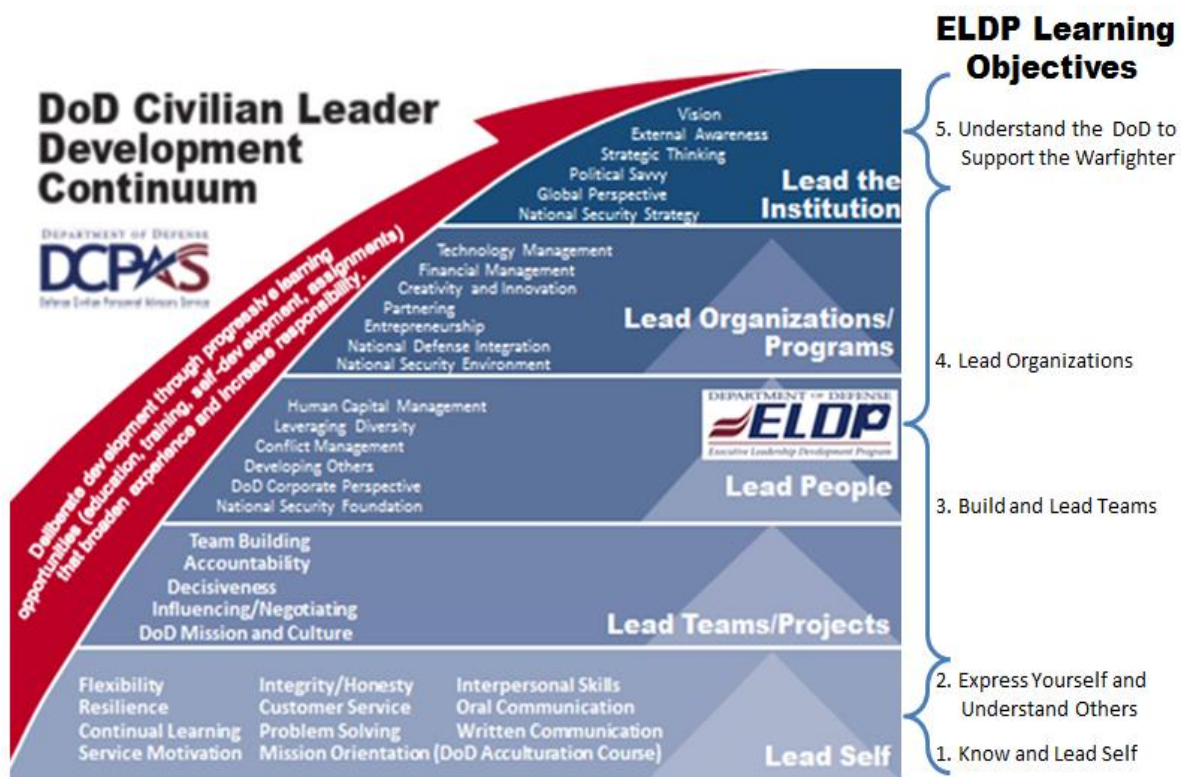 DoD Civilian Leader
Development
Continuum
DEPARTMENT OF DEFENSE
DCPAS
Defense Civilian Personnel Advisory Service
Deliberate development through progressive learning
opportunities (education, training, self-development, assignments)
that broaden experience and increase responsibility.
Vision
External Awareness
Strategic Thinking
Political Savvy
Global Perspective
National Security Strategy
Lead the
Institution
Technology Management
Financial Management
Creativity and Innovation
Partnering
Entrepreneurship
National Defense Integration
National Security Environment
Lead Organizations/
Programs
Human Capital Management
Leveraging Diversity
Conflict Management
Developing Others
DoD Corporate Perspective
National Security Foundation
DEPARTMENT OF DEFENSE
ELDP
Executive Leadership Development Program
Lead People
Team Building
Accountability
Decisiveness
Influencing/Negotiating
DoD Mission and Culture
Lead Teams/Projects
Flexibility Integrity/Honesty Interpersonal Skills
Resilience Customer Service Oral Communication
Continual Learning Problem Solving Written Communication
Service Motivation Mission Orientation (DoD Acculturation Course)
Lead Self
ELDP Learning
Objectives
5. Understand the DoD to
Support the Warfighter
4. Lead Organizations
3. Build and Lead Teams
2. Express Yourself and
Understand Others
1. Know and Lead Self